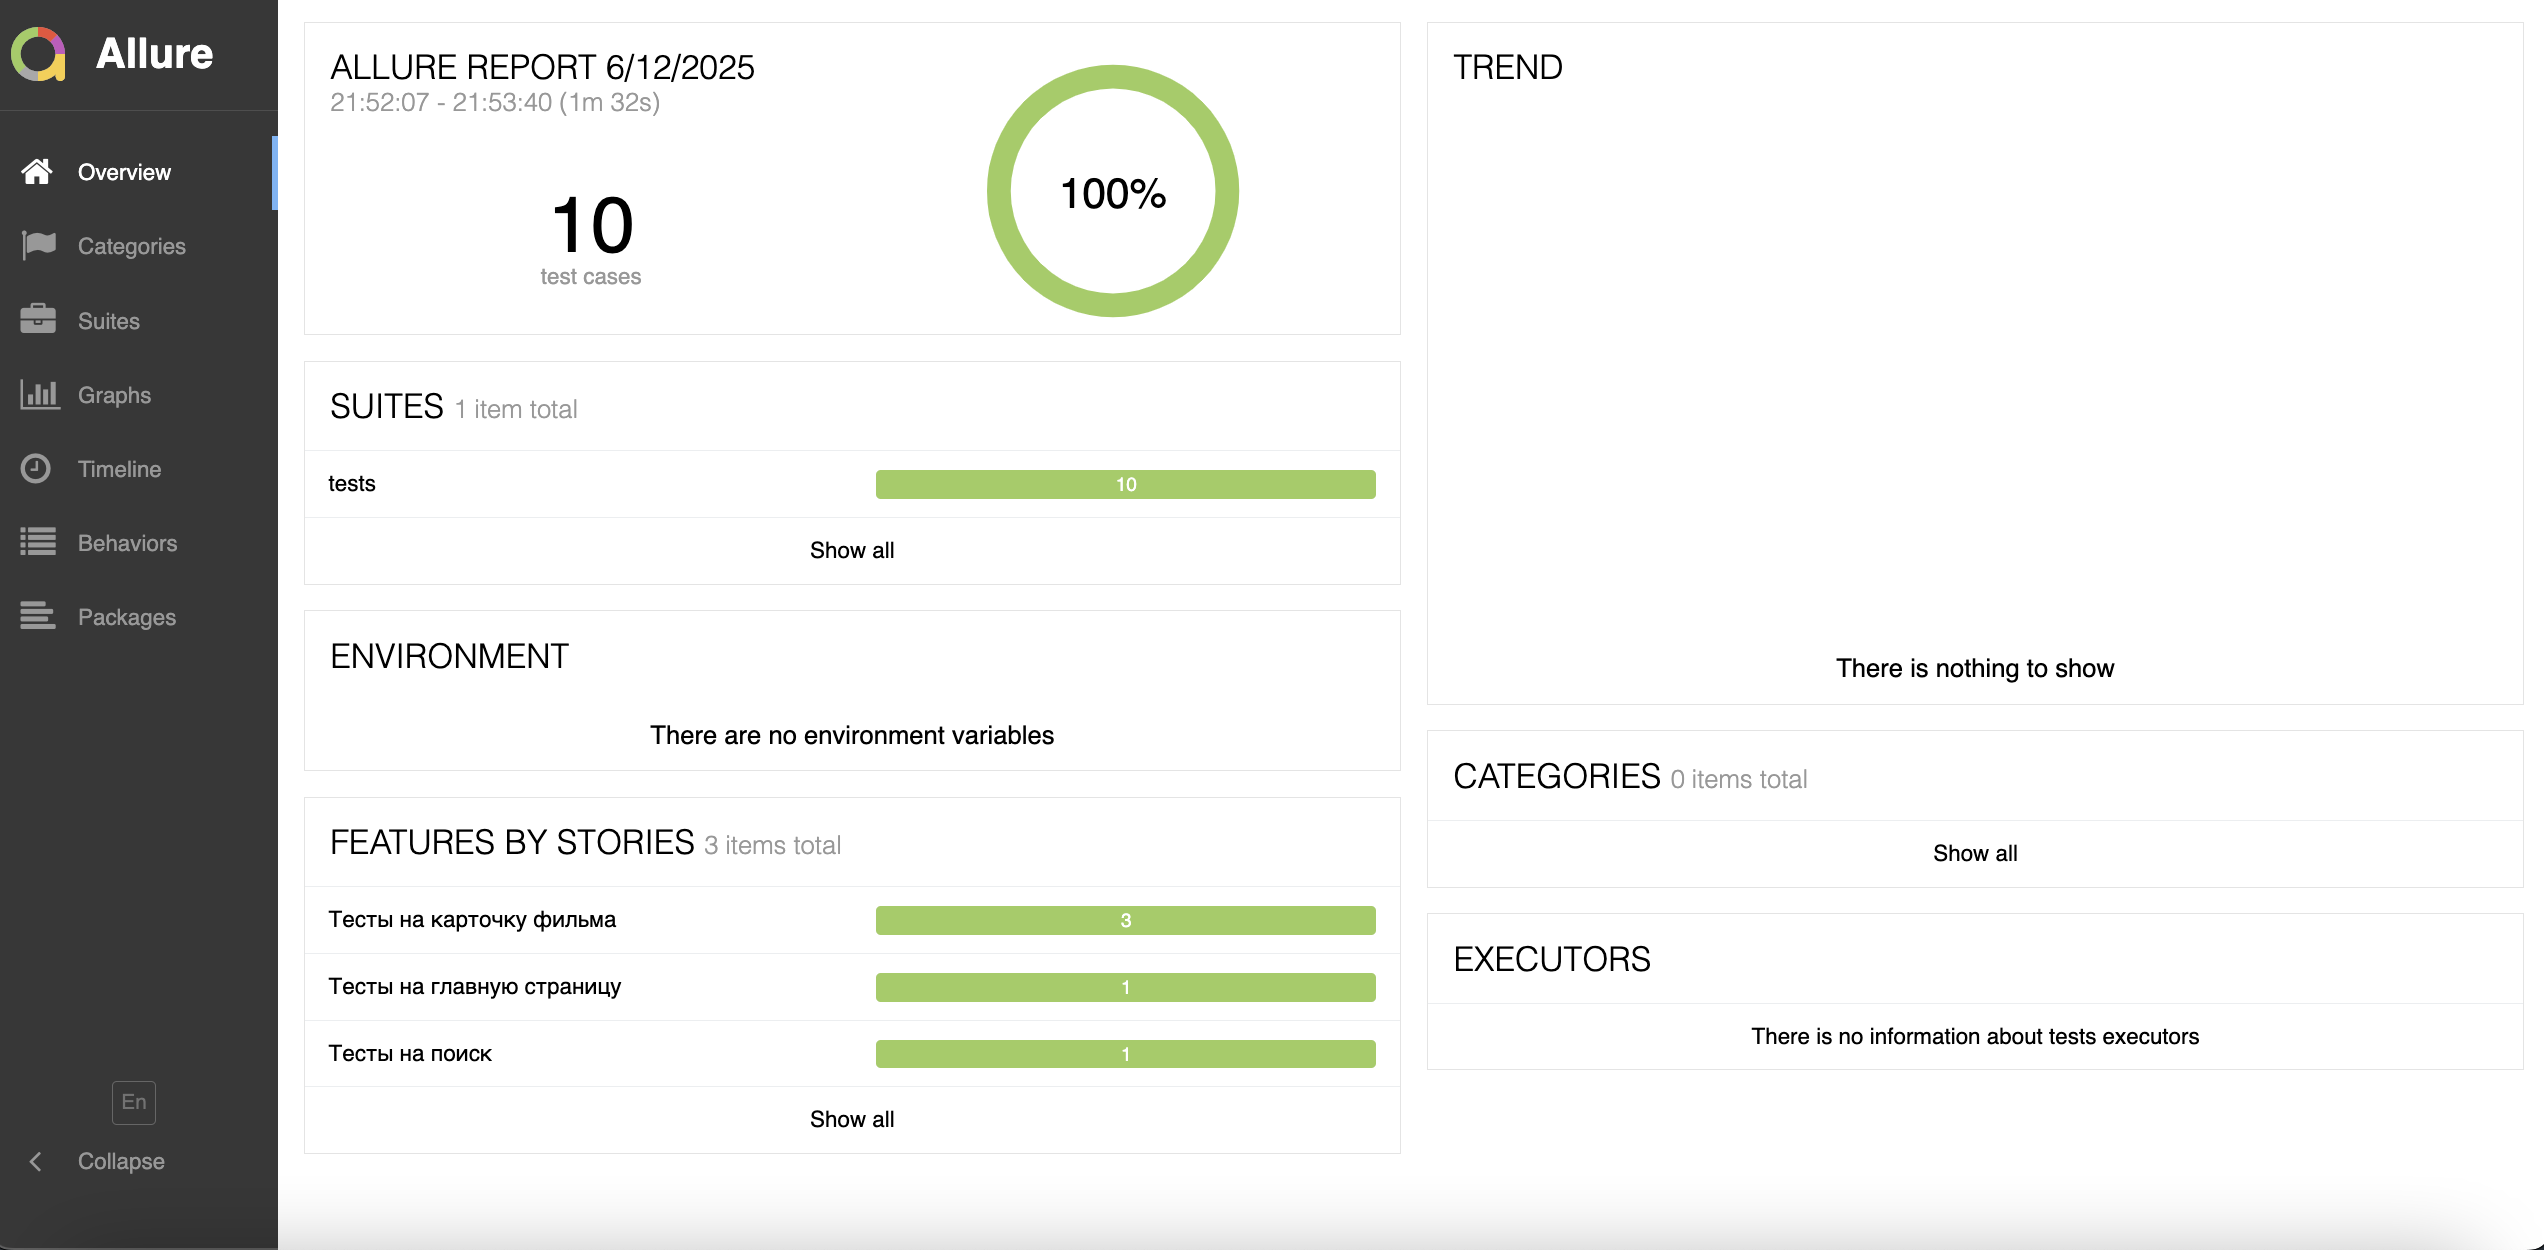 Allure
Overview
Categories
Suites
Graphs
Timeline
Behaviors
Packages
En
Collapse
ALLURE REPORT 6/12/2025
21:52:07 - 21:53:40 (1m 32s)
10
test cases
100%
SUITES 1 item total
tests 10
Show all
ENVIRONMENT
There are no environment variables
FEATURES BY STORIES 3 items total
Тесты на карточку фильма 3
Тесты на главную страницу 1
Тесты на поиск 1
Show all
TREND
There is nothing to show
CATEGORIES 0 items total
Show all
EXECUTORS
There is no information about tests executors